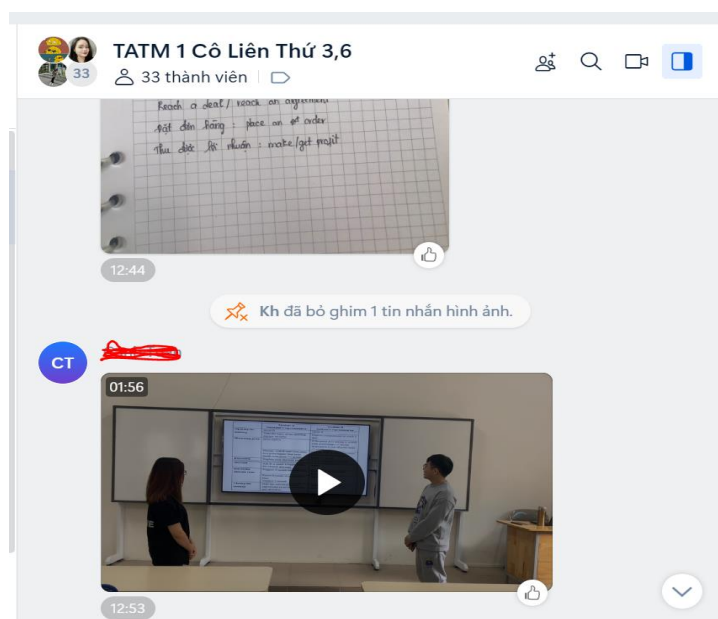 TATM 1 Cô Liên Thứ 3,6
33
33 thành viên
Reach a deal / reach an agreement
Đặt đơn hàng : place an order
Thu được lợi nhuận : make/get profit
12:44
Kh đã bỏ ghim 1 tin nhắn hình ảnh.
CT
01:56
12:53